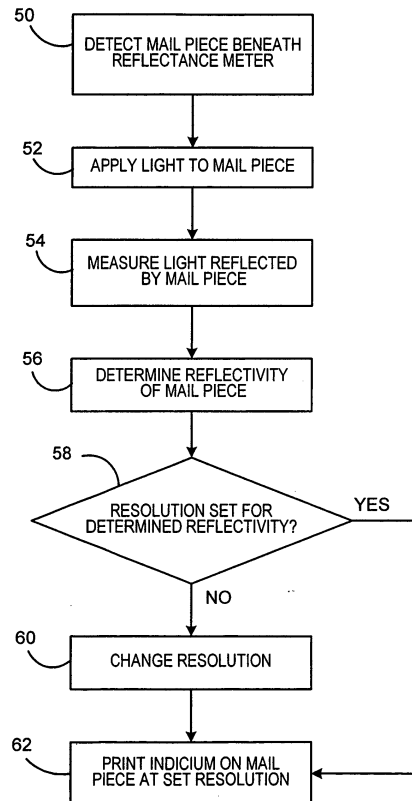 50
DETECT MAIL PIECE BENEATH
REFLECTANCE METER
52
APPLY LIGHT TO MAIL PIECE
54
MEASURE LIGHT REFLECTED
BY MAIL PIECE
56
DETERMINE REFLECTIVITY
OF MAIL PIECE
58
RESOLUTION SET FOR
DETERMINED REFLECTIVITY?
YES
NO
60
CHANGE RESOLUTION
62
PRINT INDICIUM ON MAIL
PIECE AT SET RESOLUTION